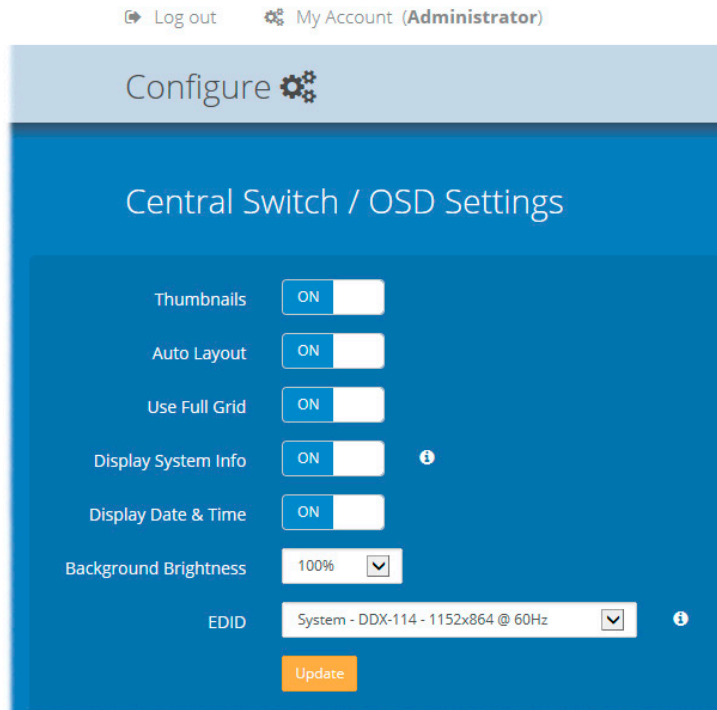 Log out My Account (Administrator)
Configure
Central Switch / OSD Settings
Thumbnails ON
Auto Layout ON
Use Full Grid ON
Display System Info ON
Display Date & Time ON
Background Brightness 100%
EDID System - DDX-114 - 1152x864 @ 60Hz
Update